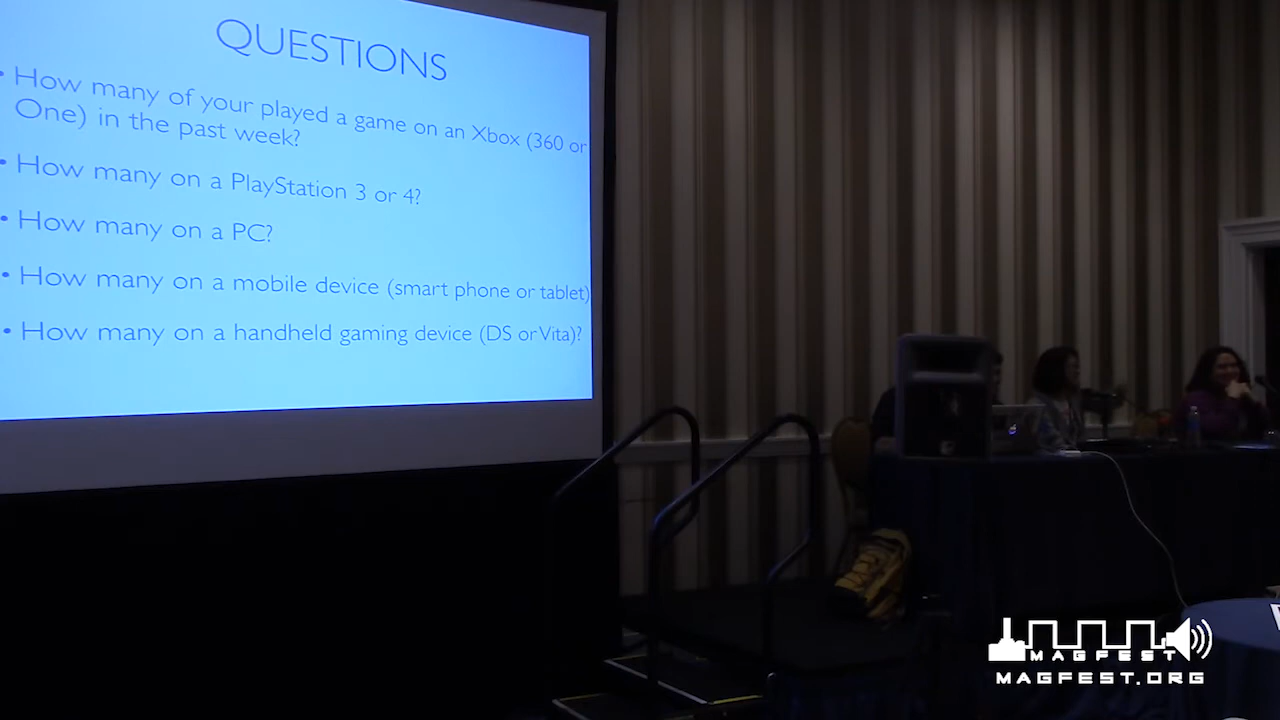 QUESTIONS
• How many of your played a game on an Xbox (360 or
One) in the past week?
• How many on a PlayStation 3 or 4?
• How many on a PC?
• How many on a mobile device (smart phone or tablet)
• How many on a handheld gaming device (DS or Vita)?
MAGFEST
MAGFEST.ORG